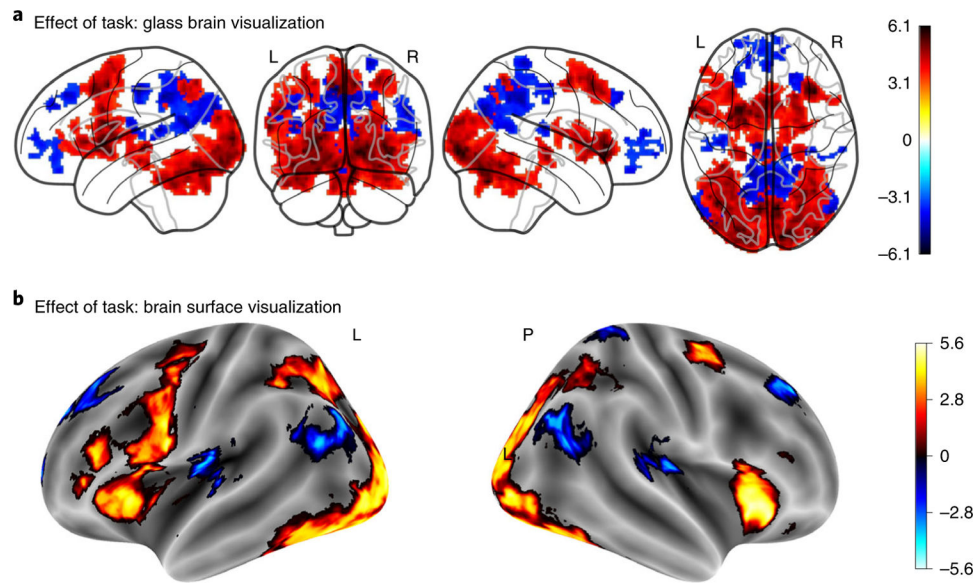 a Effect of task: glass brain visualization
L R L R
6.1
3.1
0
−3.1
−6.1
b Effect of task: brain surface visualization
L P
5.6
2.8
0
−2.8
−5.6
L